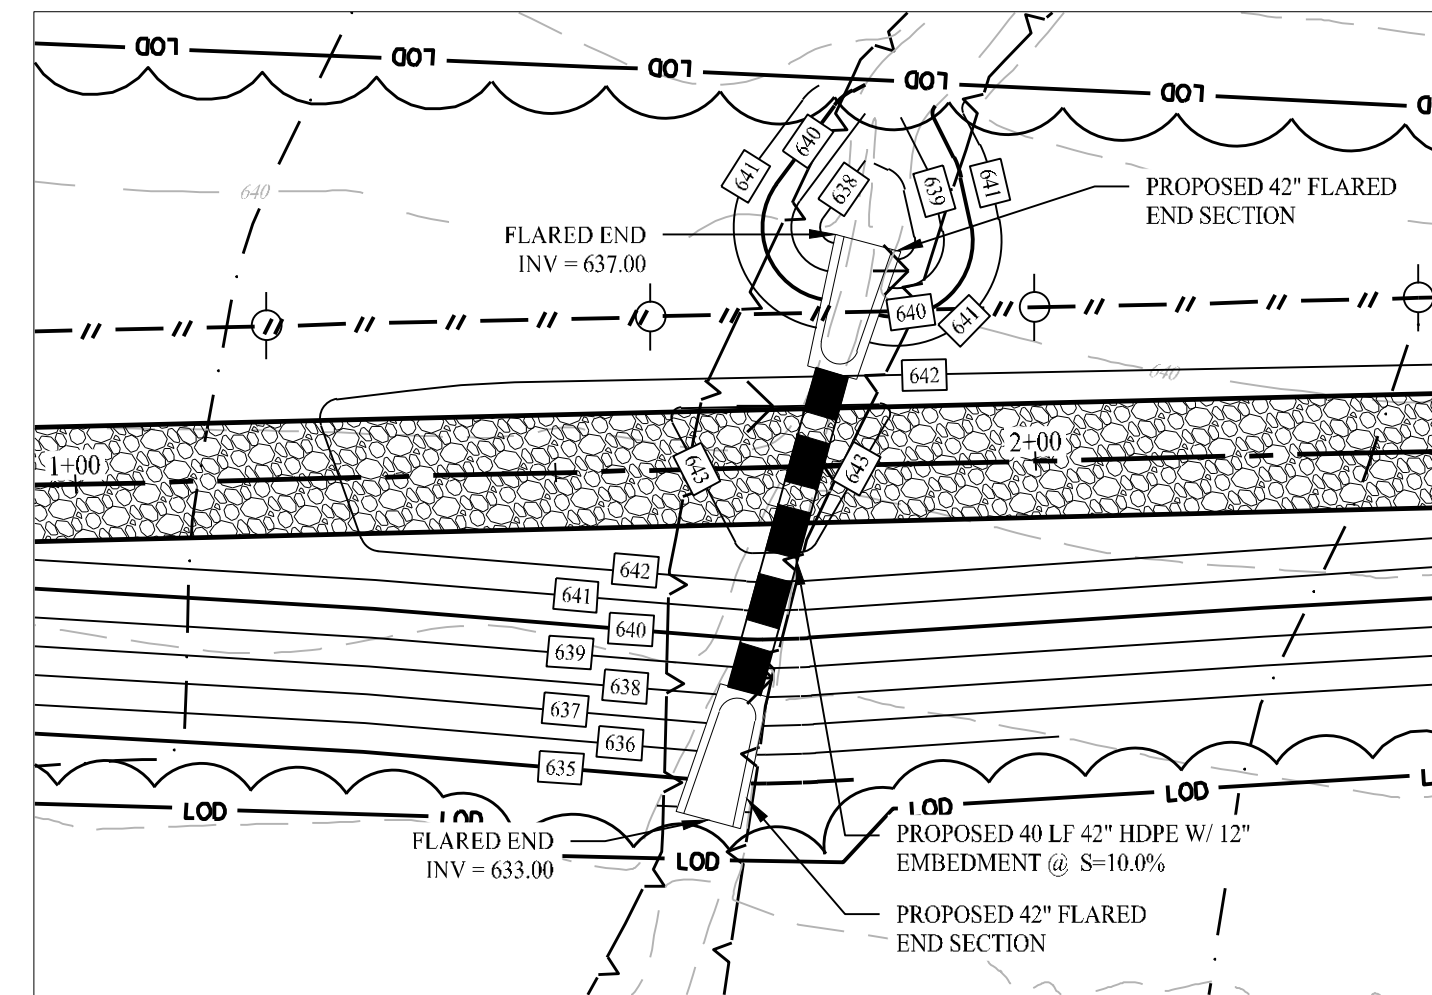 LOD
LOD
LOD
LOD
LOD
640
641
640
638
639
641
PROPOSED 42" FLARED
END SECTION
FLARED END
INV = 637.00
640
641
642
640
1+00
643
643
2+00
642
641
640
639
638
637
636
635
LOD
LOD
LOD
LOD
FLARED END
INV = 633.00
LOD
PROPOSED 40 LF 42" HDPE W/ 12"
EMBEDMENT @ S=10.0%
PROPOSED 42" FLARED
END SECTION